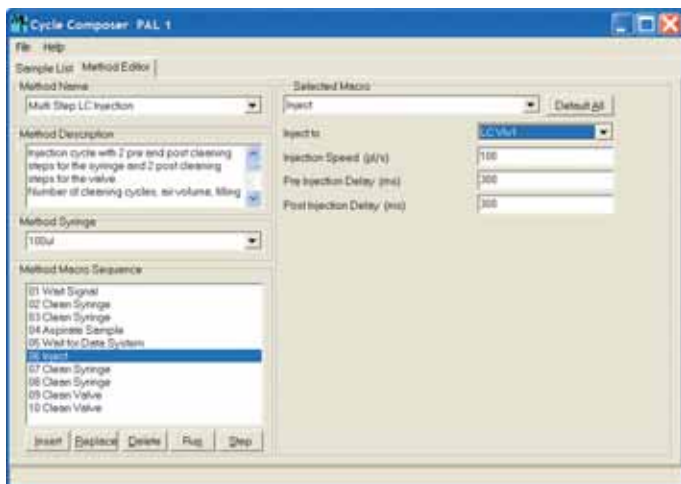 Cycle Composer PAL 1
File Help
Sample List Method Editor
Method Name
Multi Step LC Injection
Method Description
Injection cycle with 2 pre and post cleaning
steps for the syringe and 2 post cleaning
steps for the valve.
Number of cleaning cycles, air volume, filling
Method Syringe
100ul
Method Macro Sequence
01 Wait Signal
02 Clean Syringe
03 Clean Syringe
04 Aspirate Sample
05 Wait for Data System
06 Inject
07 Clean Syringe
08 Clean Syringe
09 Clean Valve
10 Clean Valve
Insert Replace Delete Run Step
Selected Macro
Inject Default All
Inject to LC Vlv1
Injection Speed (µl/s) 100
Pre Injection Delay (ms) 300
Post Injection Delay (ms) 300